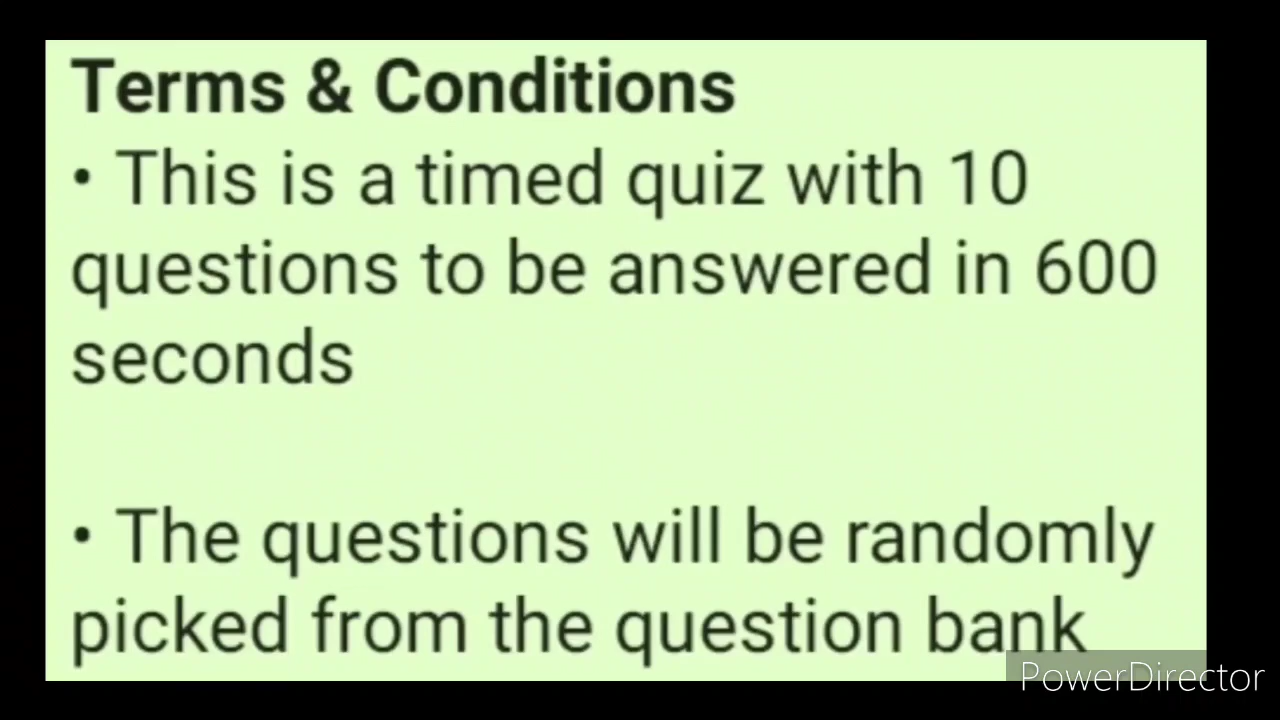 Terms & Conditions
• This is a timed quiz with 10
questions to be answered in 600
seconds
• The questions will be randomly
picked from the question bank
PowerDirector